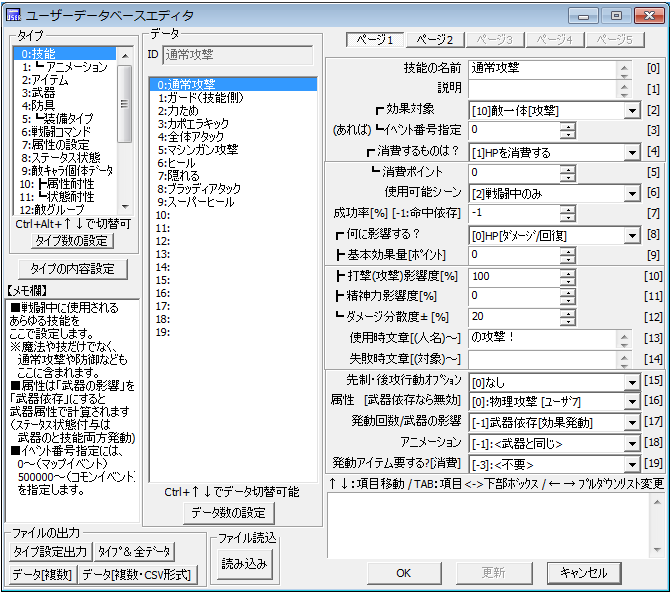 ユーザーデータベースエディタ
タイプ
0:技能
1: ┗ アニメーション
2:アイテム
3:武器
4:防具
5: ┗装備タイプ
6:戦闘コマンド
7:属性の設定
8:ステータス状態
9:敵キャラ個体データ
10: ┣属性耐性
11: ┗状態耐性
12:敵グループ
Ctrl+Alt+↑↓で切替可
タイプ数の設定
タイプの内容設定
【メモ欄】
■戦闘中に使用される
あらゆる技能を
ここで設定します。
※魔法や技だけでなく、
通常攻撃や防御なども
ここに含まれます。
■属性は「武器の影響」を
「武器依存」にすると
武器属性で計算されます
(ステータス状態付与は
武器のと技能両方発動)
■イベント番号指定には、
0～(マップイベント)
500000～(コモンイベント)
を指定します。
ファイルの出力
タイプ設定出力
タイプ& 全データ
データ[複数]
データ[複数・CSV形式]
データ
ID 通常攻撃
0:通常攻撃
1:ガード(技能側)
2:力ため
3:カポエラキック
4:全体アタック
5:マシンガン攻撃
6:ヒール
7:隠れる
8:ブラッディアタック
9:スーパーヒール
10:
11:
12:
13:
14:
15:
16:
17:
18:
19:
Ctrl+↑↓でデータ切替可能
データ数の設定
ファイル読込
読み込み
ページ1 ページ2 ページ3 ページ4 ページ5
技能の名前 通常攻撃 [0]
説明 [1]
┏ 効果対象 [10]敵一体[攻撃] [2]
(あれば)┗イベント番号指定 0 [3]
┏ 消費するものは？ [1]HPを消費する [4]
┗ 消費ポイント 0 [5]
使用可能シーン [2]戦闘中のみ [6]
成功率[%] [-1:命中依存] -1 [7]
┏ 何に影響する？ [0]HP[ダメージ/回復] [8]
┣ 基本効果量[ポイント] 0 [9]
┣ 打撃(攻撃)影響度[%] 100 [10]
┣ 精神力影響度[%] 0 [11]
┗ ダメージ分散度±[%] 20 [12]
使用時文章[(人名)～] の攻撃！ [13]
失敗時文章[(対象)～] [14]
先制・後攻行動オプション [0]なし [15]
属性 [武器依存なら無効] [0]:物理攻撃 [ユーザ7] [16]
発動回数/武器の影響 [-1]武器依存[効果発動] [17]
アニメーション [-1]:<武器と同じ> [18]
発動アイテム要する?[消費] [-3]:<不要> [19]
↑↓:項目移動 / TAB:項目<->下部ボックス / ←→ プルダウンリスト変更
OK
更新
キャンセル